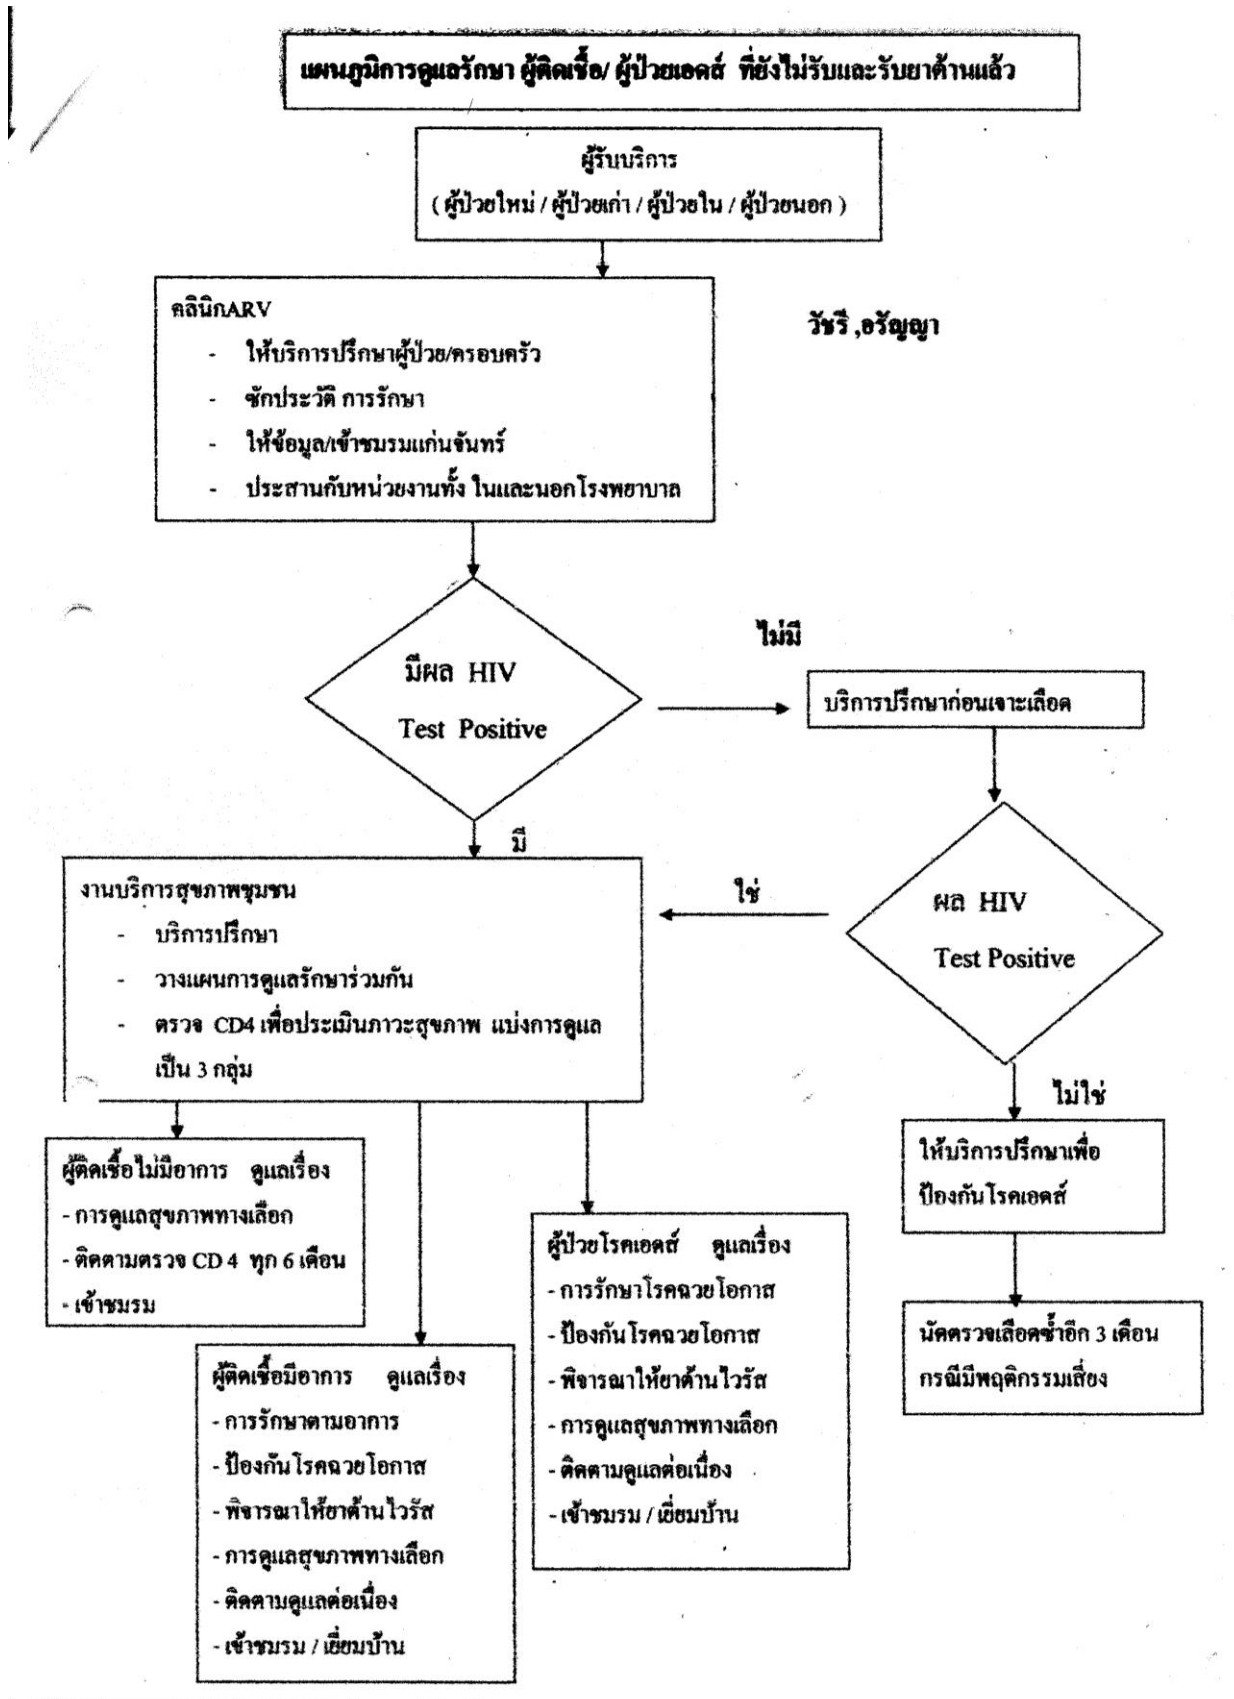 แผนภูมิการดูแลรักษา ผู้ติดเชื้อ/ ผู้ป่วยเอดส์ ที่ยังไม่รับและรับยาต้านแล้ว
ผู้รับบริการ
( ผู้ป่วยใหม่ / ผู้ป่วยเก่า / ผู้ป่วยใน / ผู้ป่วยนอก )
คลินิกARV
- ให้บริการปรึกษาผู้ป่วย/ครอบครัว
- ซักประวัติ การรักษา
- ให้ข้อมูล/เข้าชมรมแก่นจันทร์
- ประสานกับหน่วยงานทั้ง ในและนอกโรงพยาบาล
วัชรี ,อรัญญา
มีผล HIV
Test Positive
ไม่มี
บริการปรึกษาก่อนเจาะเลือด
มี
งานบริการสุขภาพชุมชน
- บริการปรึกษา
- วางแผนการดูแลรักษาร่วมกัน
- ตรวจ CD4 เพื่อประเมินภาวะสุขภาพ แบ่งการดูแล
เป็น 3 กลุ่ม
ใช่
ผล HIV
Test Positive
ไม่ใช่
ให้บริการปรึกษาเพื่อ
ป้องกันโรคเอดส์
นัดตรวจเลือดซ้ำอีก 3 เดือน
กรณีมีพฤติกรรมเสี่ยง
ผู้ติดเชื้อไม่มีอาการ ดูแลเรื่อง
- การดูแลสุขภาพทางเลือก
- ติดตามตรวจ CD 4 ทุก 6 เดือน
- เข้าชมรม
ผู้ติดเชื้อมีอาการ ดูแลเรื่อง
- การรักษาตามอาการ
- ป้องกันโรคฉวยโอกาส
- พิจารณาให้ยาต้านไวรัส
- การดูแลสุขภาพทางเลือก
- ติดตามดูแลต่อเนื่อง
- เข้าชมรม / เยี่ยมบ้าน
ผู้ป่วยโรคเอดส์ ดูแลเรื่อง
- การรักษาโรคฉวยโอกาส
- ป้องกันโรคฉวยโอกาส
- พิจารณาให้ยาต้านไวรัส
- การดูแลสุขภาพทางเลือก
- ติดตามดูแลต่อเนื่อง
- เข้าชมรม / เยี่ยมบ้าน